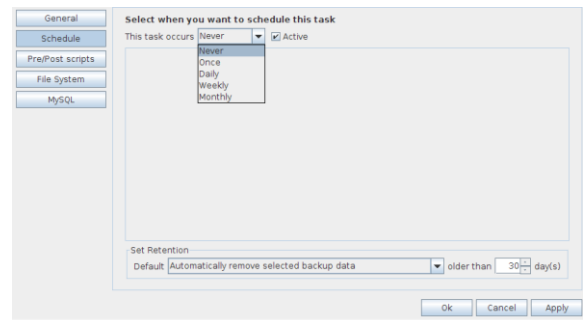 General
Schedule
Pre/Post scripts
File System
MySQL
Select when you want to schedule this task
This task occurs Never Active
Never
Once
Daily
Weekly
Monthly
Set Retention
Default Automatically remove selected backup data older than 30 day(s)
Ok Cancel Apply